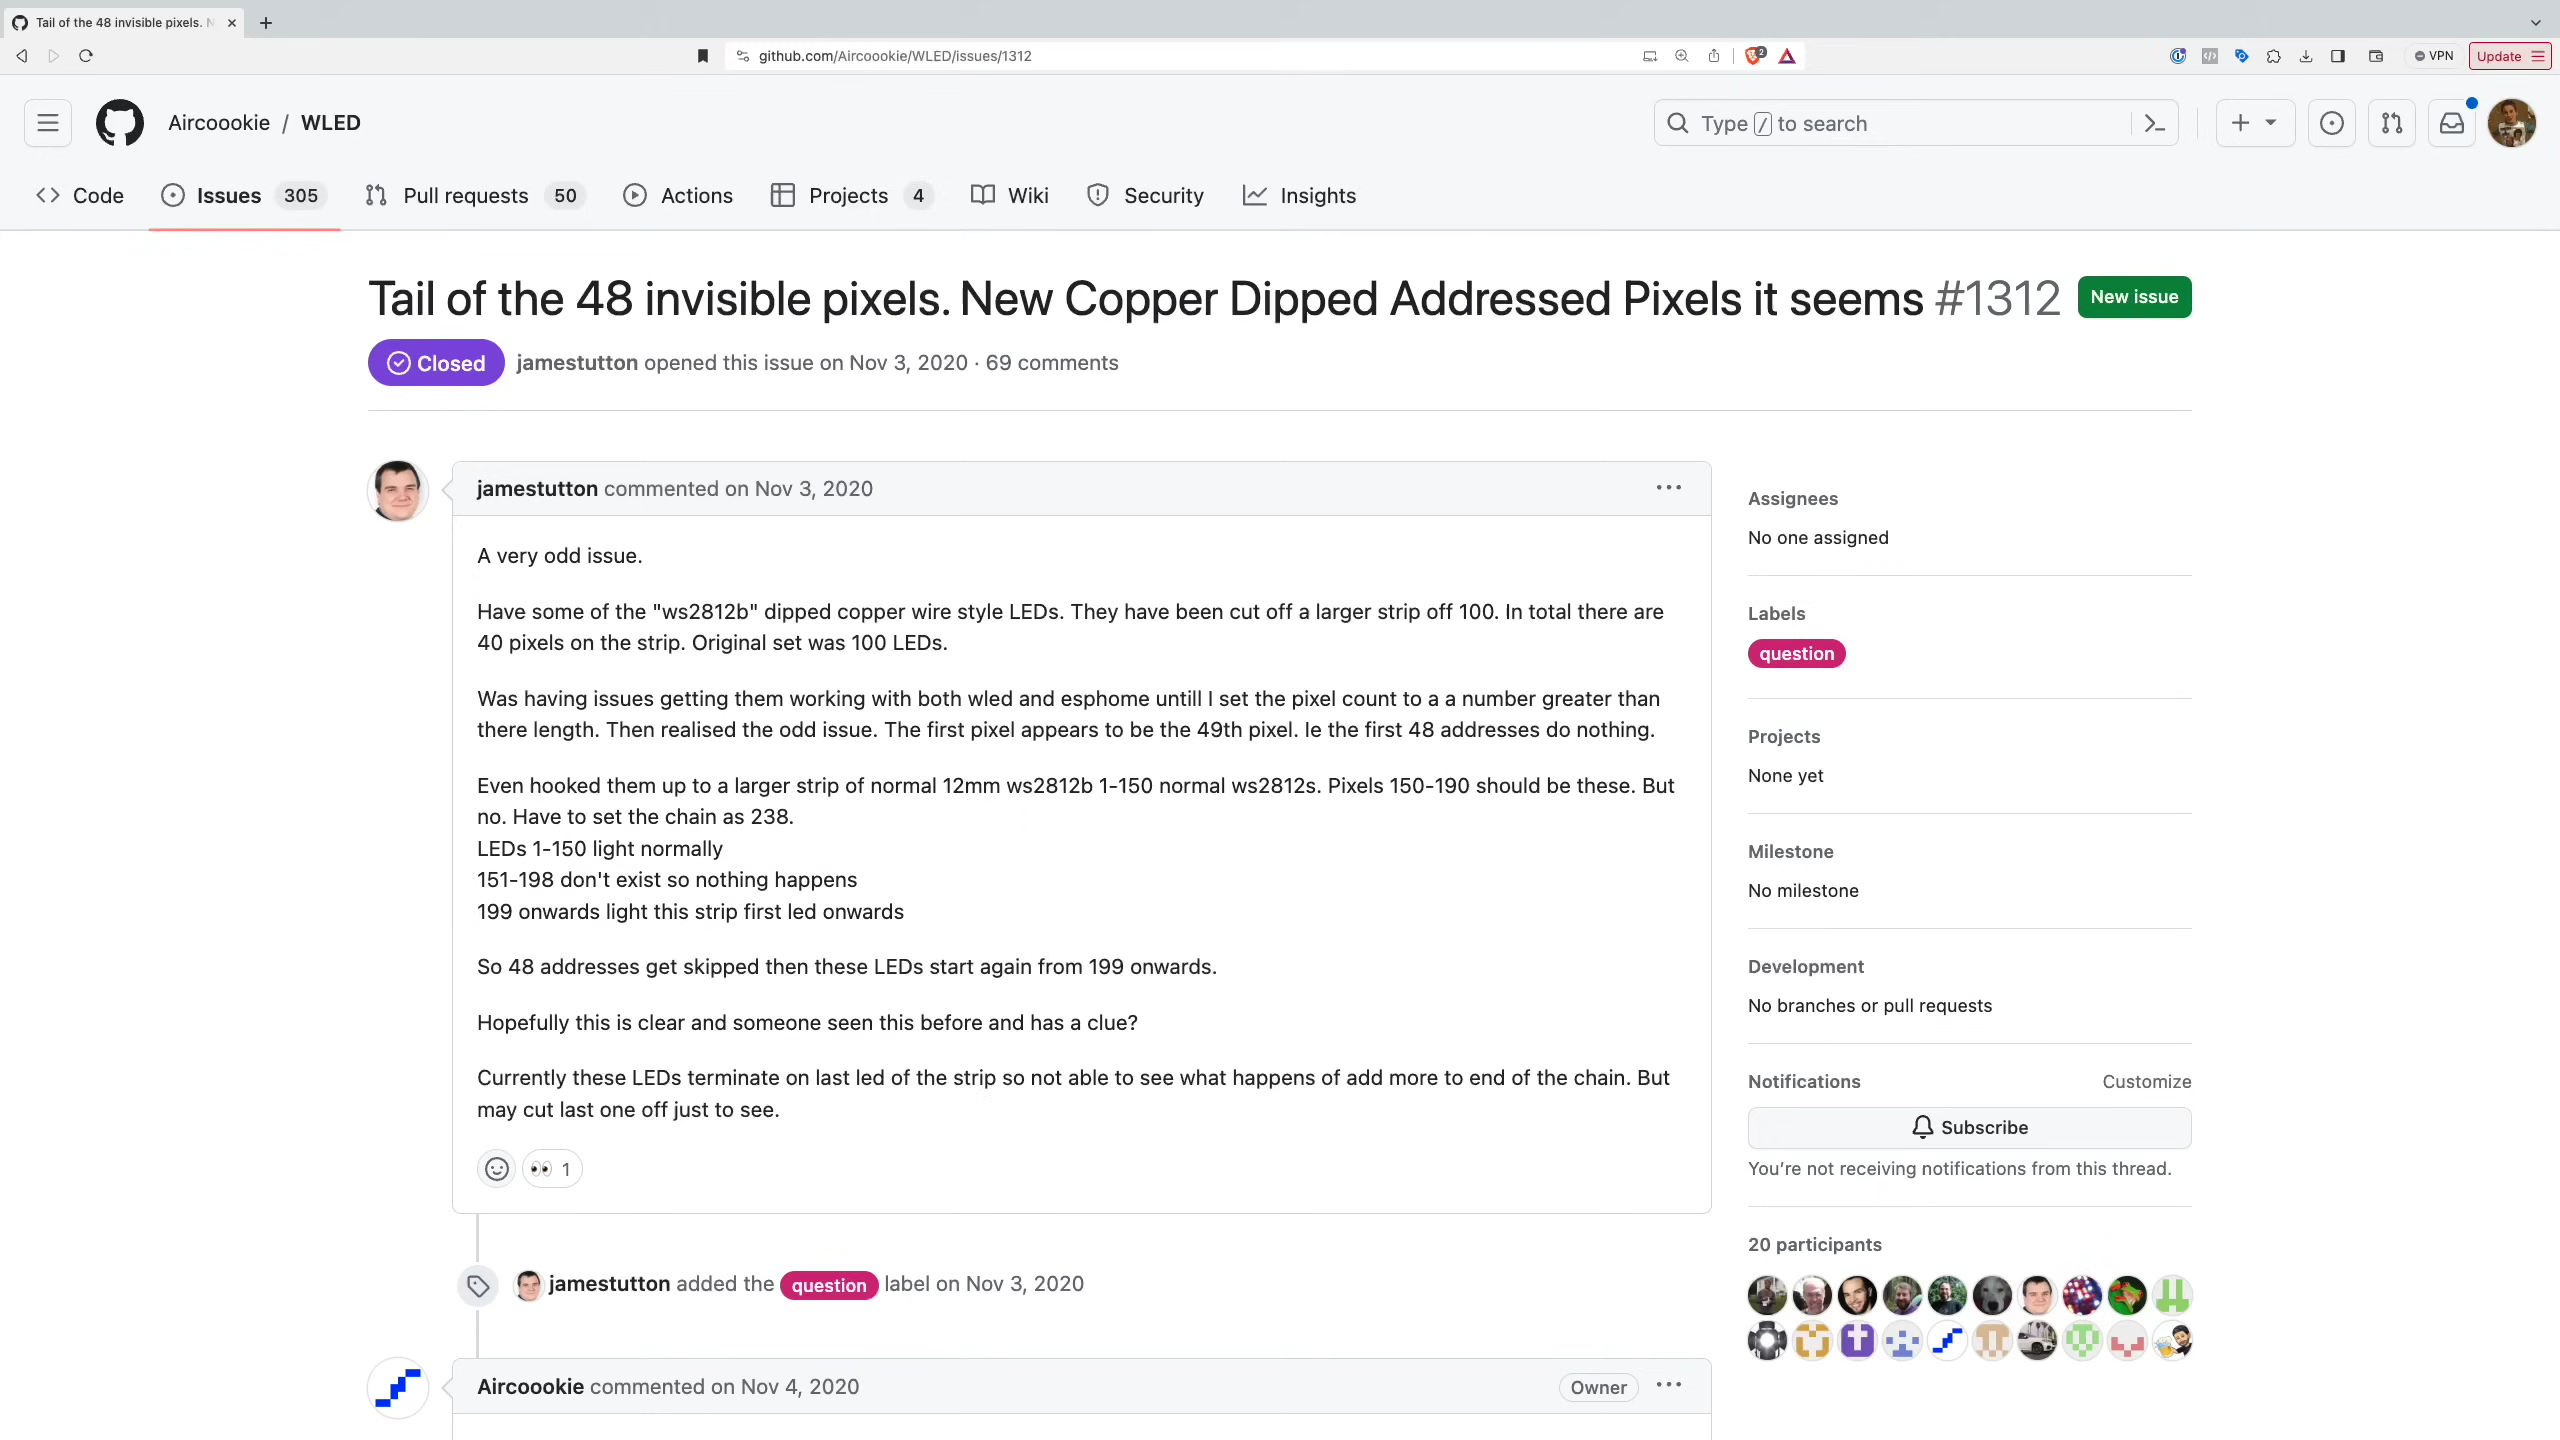 Tail of the 48 invisible pixels. N
github.com/Aircoookie/WLED/issues/1312
2
VPN
Update
Aircoookie / WLED
Type / to search
Code
Issues 305
Pull requests 50
Actions
Projects 4
Wiki
Security
Insights
Tail of the 48 invisible pixels. New Copper Dipped Addressed Pixels it seems #1312
New issue
Closed
jamestutton opened this issue on Nov 3, 2020 · 69 comments
jamestutton commented on Nov 3, 2020
A very odd issue.
Have some of the "ws2812b" dipped copper wire style LEDs. They have been cut off a larger strip off 100. In total there are
40 pixels on the strip. Original set was 100 LEDs.
Was having issues getting them working with both wled and esphome untill I set the pixel count to a a number greater than
there length. Then realised the odd issue. The first pixel appears to be the 49th pixel. Ie the first 48 addresses do nothing.
Even hooked them up to a larger strip of normal 12mm ws2812b 1-150 normal ws2812s. Pixels 150-190 should be these. But
no. Have to set the chain as 238.
LEDs 1-150 light normally
151-198 don't exist so nothing happens
199 onwards light this strip first led onwards
So 48 addresses get skipped then these LEDs start again from 199 onwards.
Hopefully this is clear and someone seen this before and has a clue?
Currently these LEDs terminate on last led of the strip so not able to see what happens of add more to end of the chain. But
may cut last one off just to see.
👀 1
jamestutton added the question label on Nov 3, 2020
Aircoookie commented on Nov 4, 2020
Owner
Assignees
No one assigned
Labels
question
Projects
None yet
Milestone
No milestone
Development
No branches or pull requests
Notifications
Customize
Subscribe
You're not receiving notifications from this thread.
20 participants